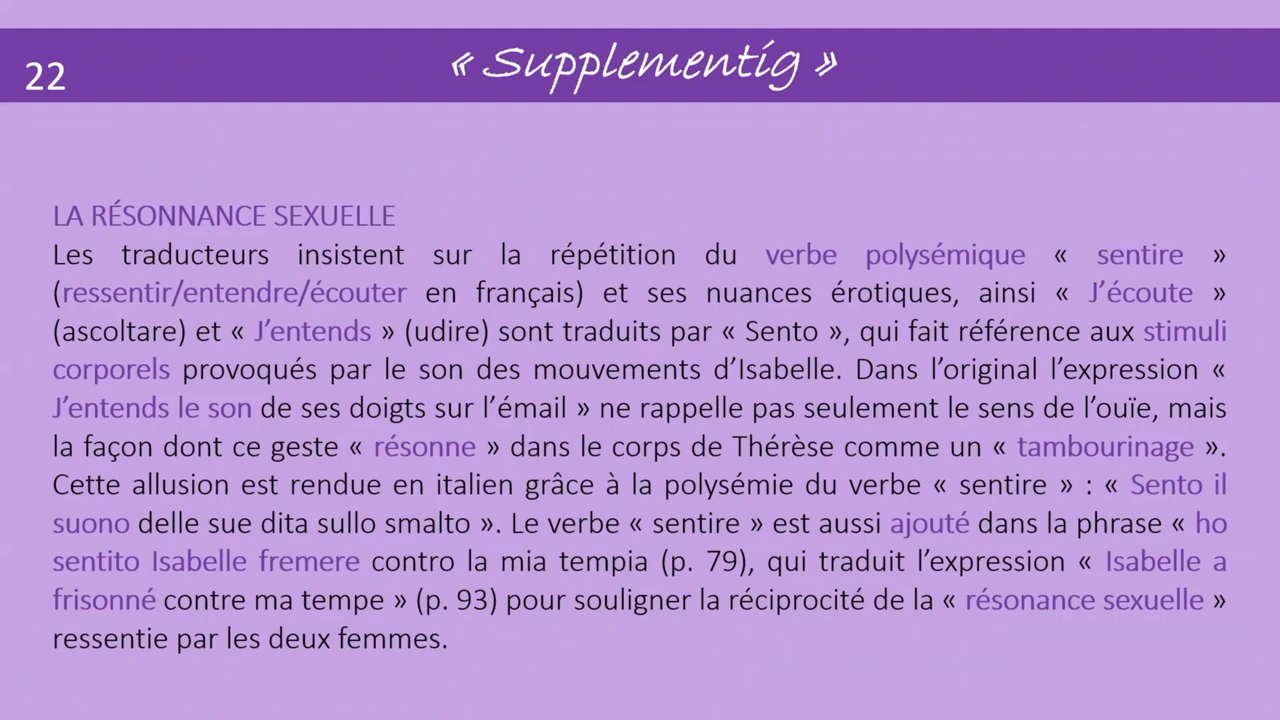 22
« Supplementig »
LA RÉSONNANCE SEXUELLE
Les traducteurs insistent sur la répétition du verbe polysémique « sentire »
(ressentir/entendre/écouter en français) et ses nuances érotiques, ainsi « J’écoute »
(ascoltare) et « J’entends » (udire) sont traduits par « Sento », qui fait référence aux stimuli
corporels provoqués par le son des mouvements d’Isabelle. Dans l’original l’expression «
J’entends le son de ses doigts sur l’émail » ne rappelle pas seulement le sens de l’ouïe, mais
la façon dont ce geste « résonne » dans le corps de Thérèse comme un « tambourinage ».
Cette allusion est rendue en italien grâce à la polysémie du verbe « sentire » : « Sento il
suono delle sue dita sullo smalto ». Le verbe « sentire » est aussi ajouté dans la phrase « ho
sentito Isabelle fremere contro la mia tempia (p. 79), qui traduit l’expression « Isabelle a
frisonné contre ma tempe » (p. 93) pour souligner la réciprocité de la « résonance sexuelle »
ressentie par les deux femmes.